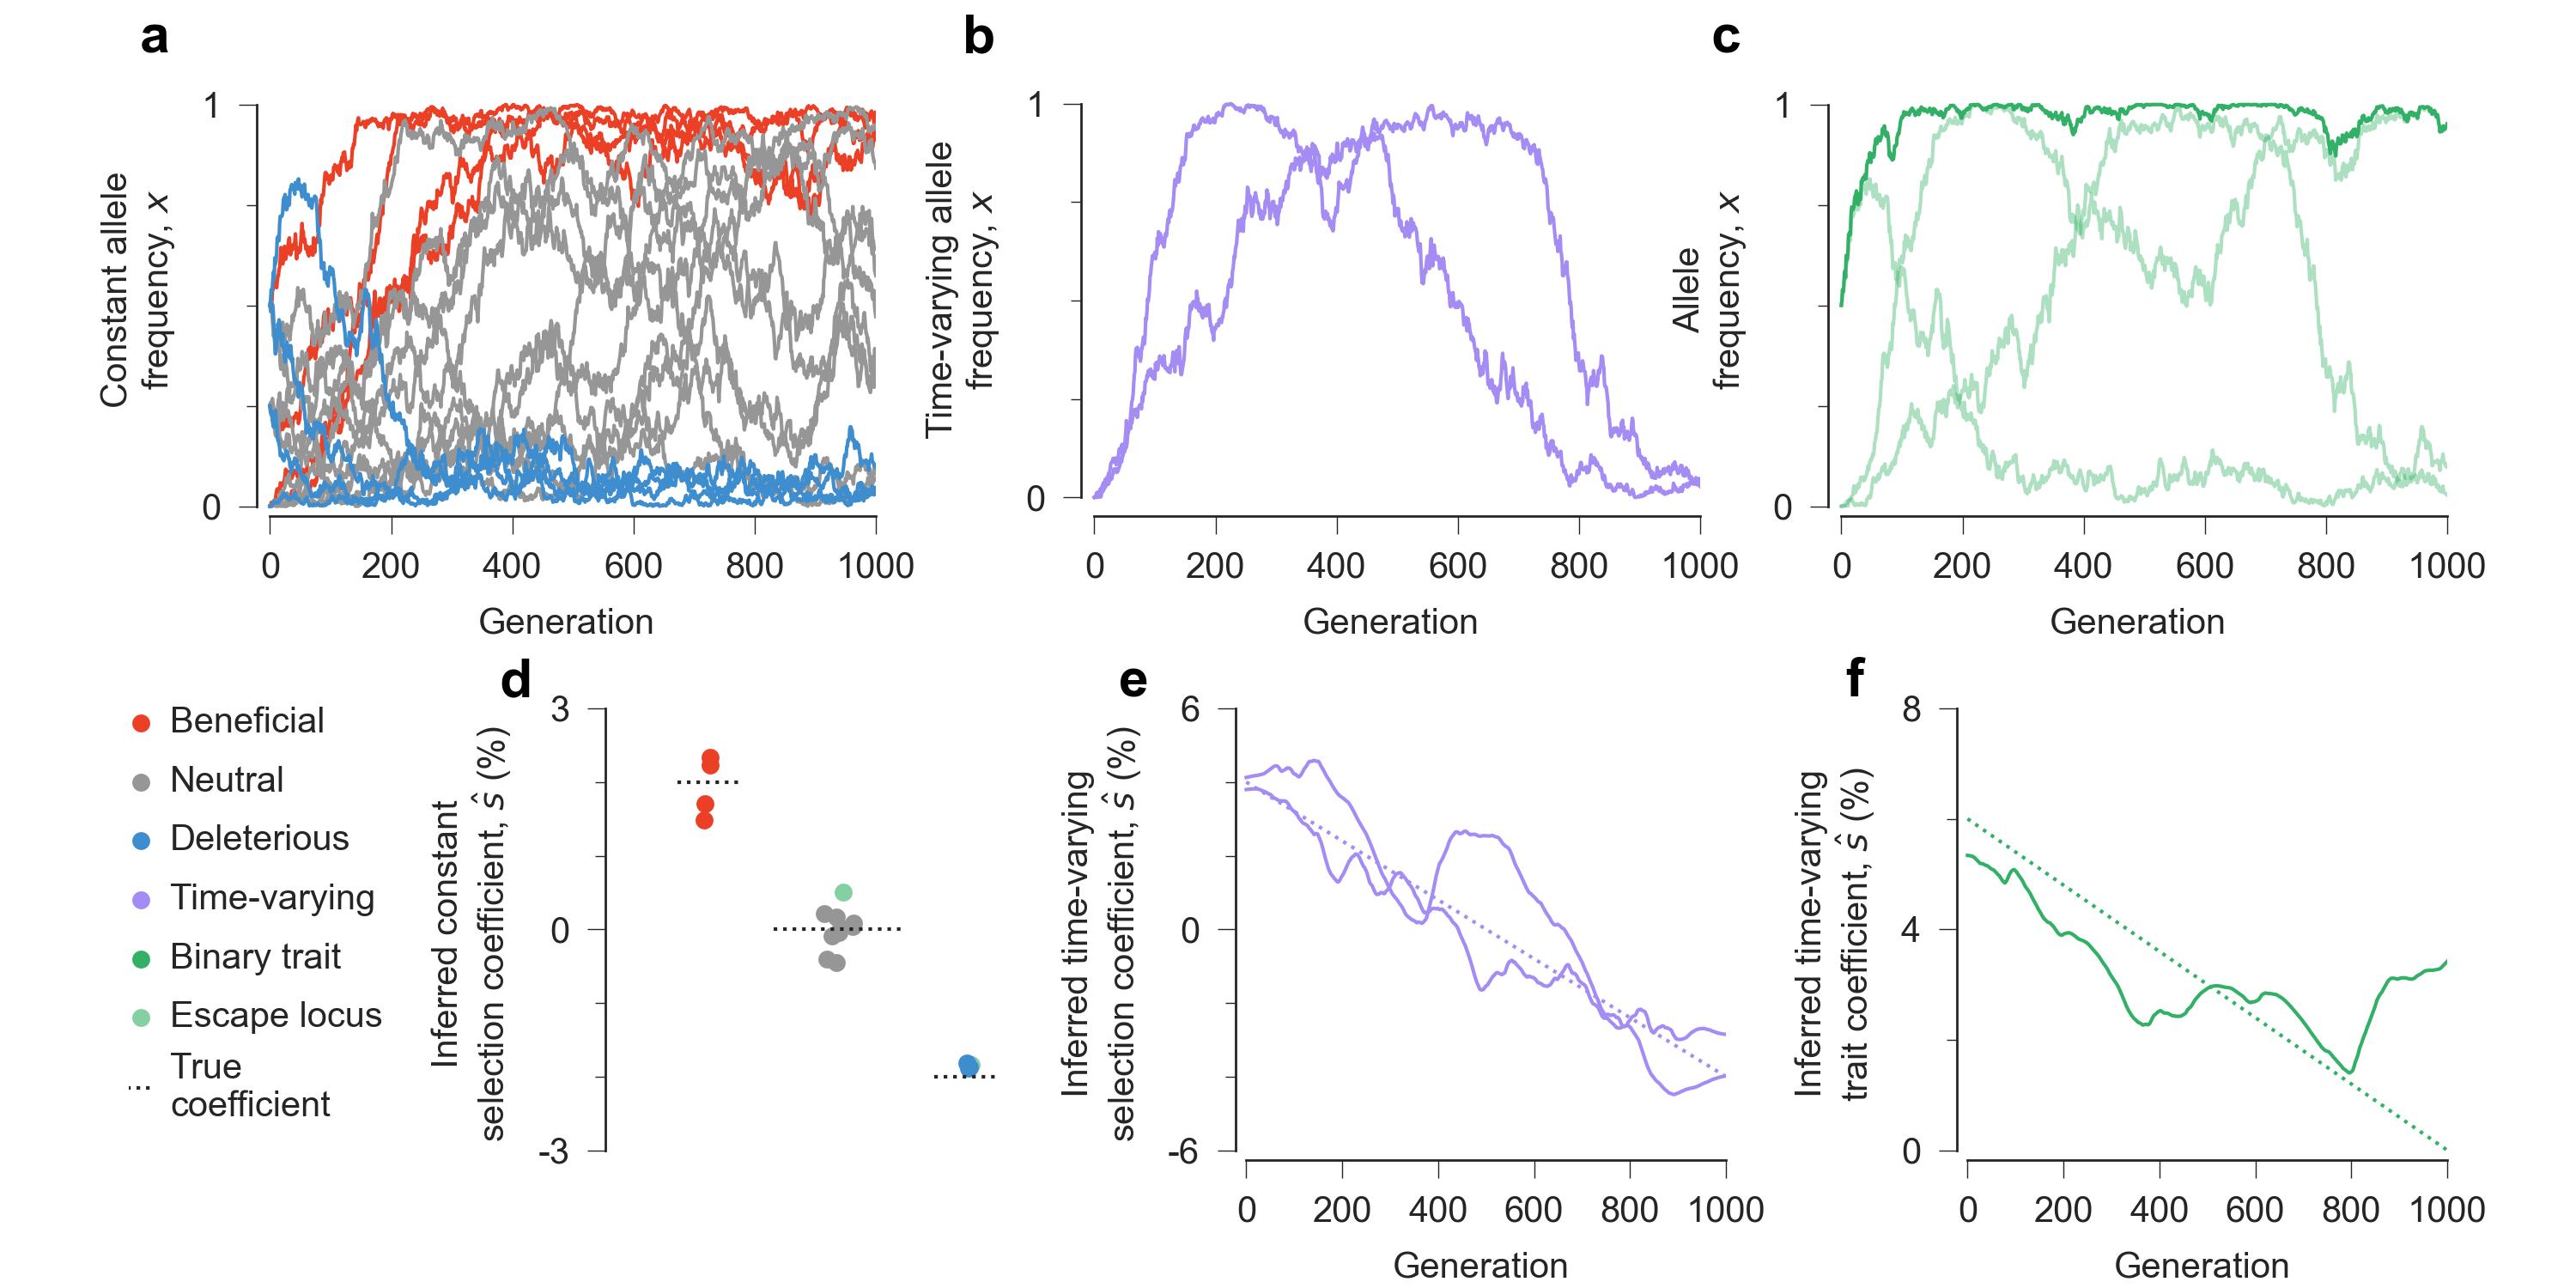 a
1
0
Constant allele
frequency, x
0 200 400 600 800 1000
Generation
b
1
0
Time-varying allele
frequency, x
0 200 400 600 800 1000
Generation
c
1
0
Allele
frequency, x
0 200 400 600 800 1000
Generation
Beneficial
Neutral
Deleterious
Time-varying
Binary trait
Escape locus
True
coefficient
d
3
0
-3
Inferred constant
selection coefficient, ŝ (%)
e
6
0
-6
Inferred time-varying
selection coefficient, ŝ (%)
0 200 400 600 800 1000
Generation
f
8
4
0
Inferred time-varying
trait coefficient, ŝ (%)
0 200 400 600 800 1000
Generation